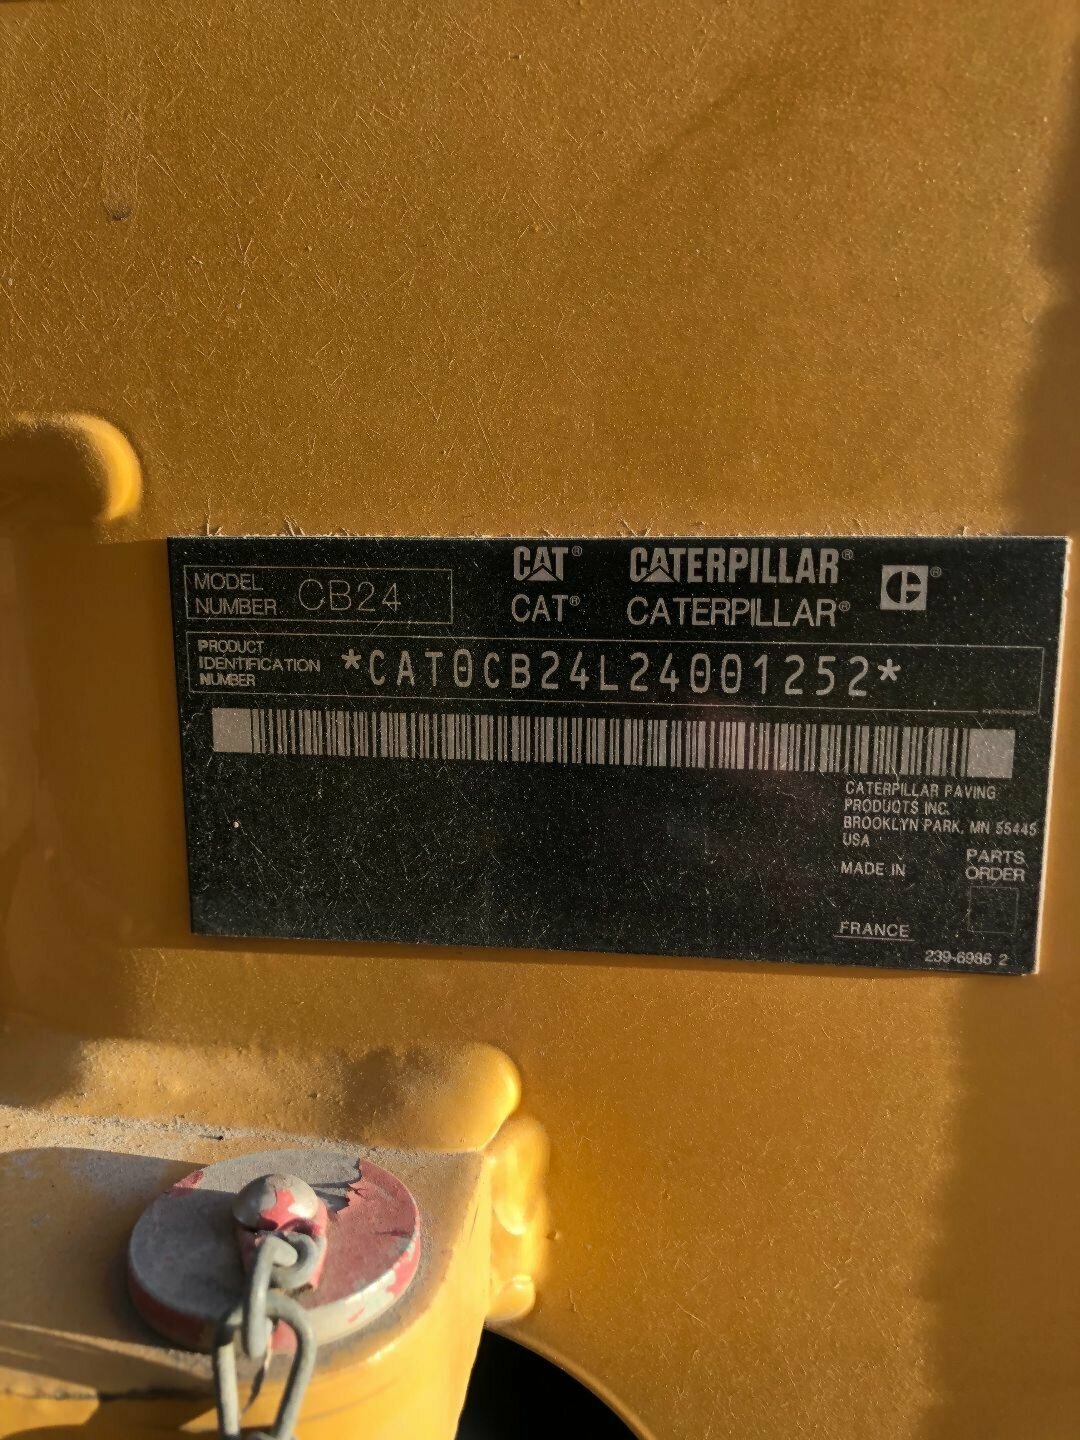 MODEL NUMBER CB24
CAT® CATERPILLAR® C®
CAT® CATERPILLAR®
PRODUCT
IDENTIFICATION
NUMBER
*CAT0CB24L24001252*
CATERPILLAR PAVING
PRODUCTS INC.
BROOKLYN PARK, MN 55445
USA
MADE IN
FRANCE
PARTS
ORDER
239-6986 2